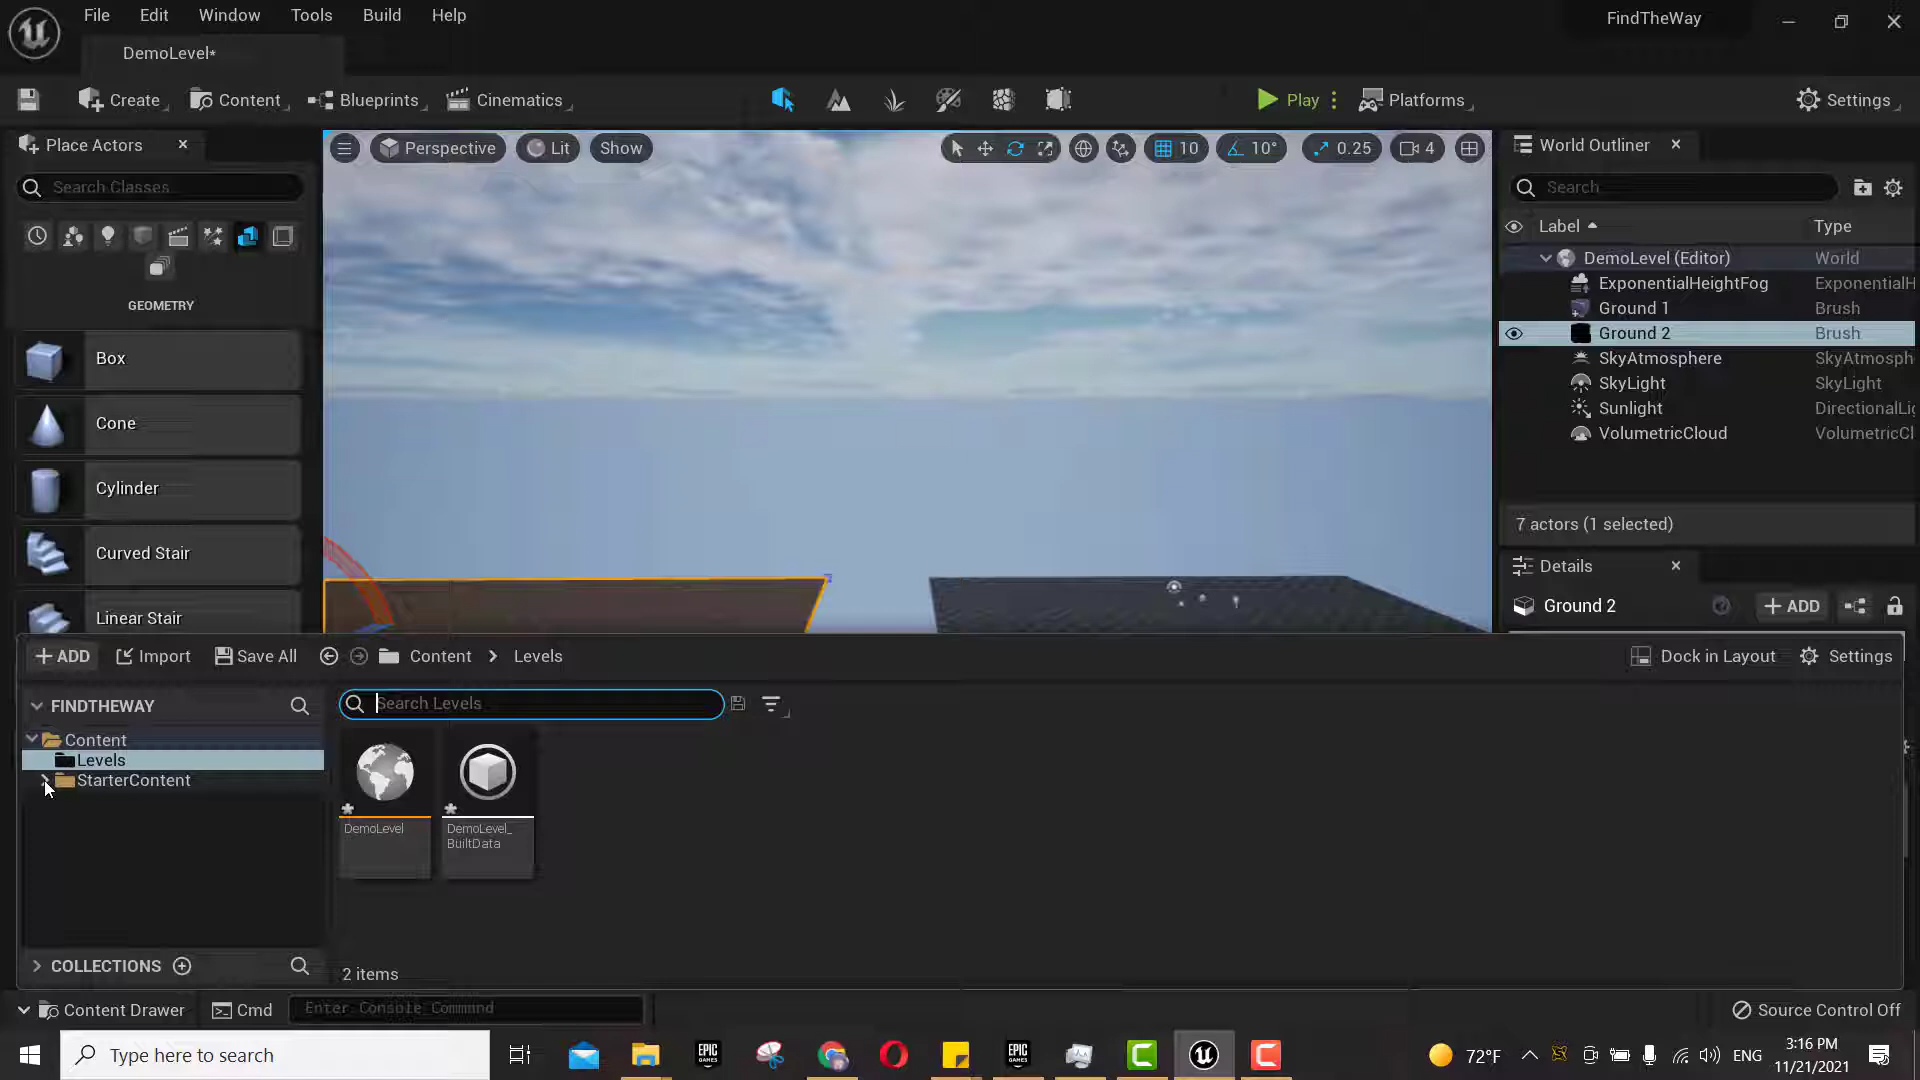 File Edit Window Tools Build Help
FindTheWay
DemoLevel*
Create Content Blueprints Cinematics Play Platforms Settings
Place Actors
Search Classes
GEOMETRY
Box
Cone
Cylinder
Curved Stair
Linear Stair
Perspective Lit Show 10 10° 0.25 4
World Outliner
Search
Label Type
DemoLevel (Editor) World
ExponentialHeightFog ExponentialH
Ground 1 Brush
Ground 2 Brush
SkyAtmosphere SkyAtmosph
SkyLight SkyLight
Sunlight DirectionalLi
VolumetricCloud VolumetricCl
7 actors (1 selected)
Details
Ground 2 + ADD
+ ADD Import Save All Content > Levels Dock in Layout Settings
FINDTHEWAY
Content
Levels
StarterContent
COLLECTIONS
Search Levels
DemoLevel
DemoLevel_
BuiltData
2 items
Content Drawer Cmd Enter Console Command Source Control Off
Type here to search
EPIC
GAMES
EPIC
GAMES
72°F ENG
3:16 PM
11/21/2021